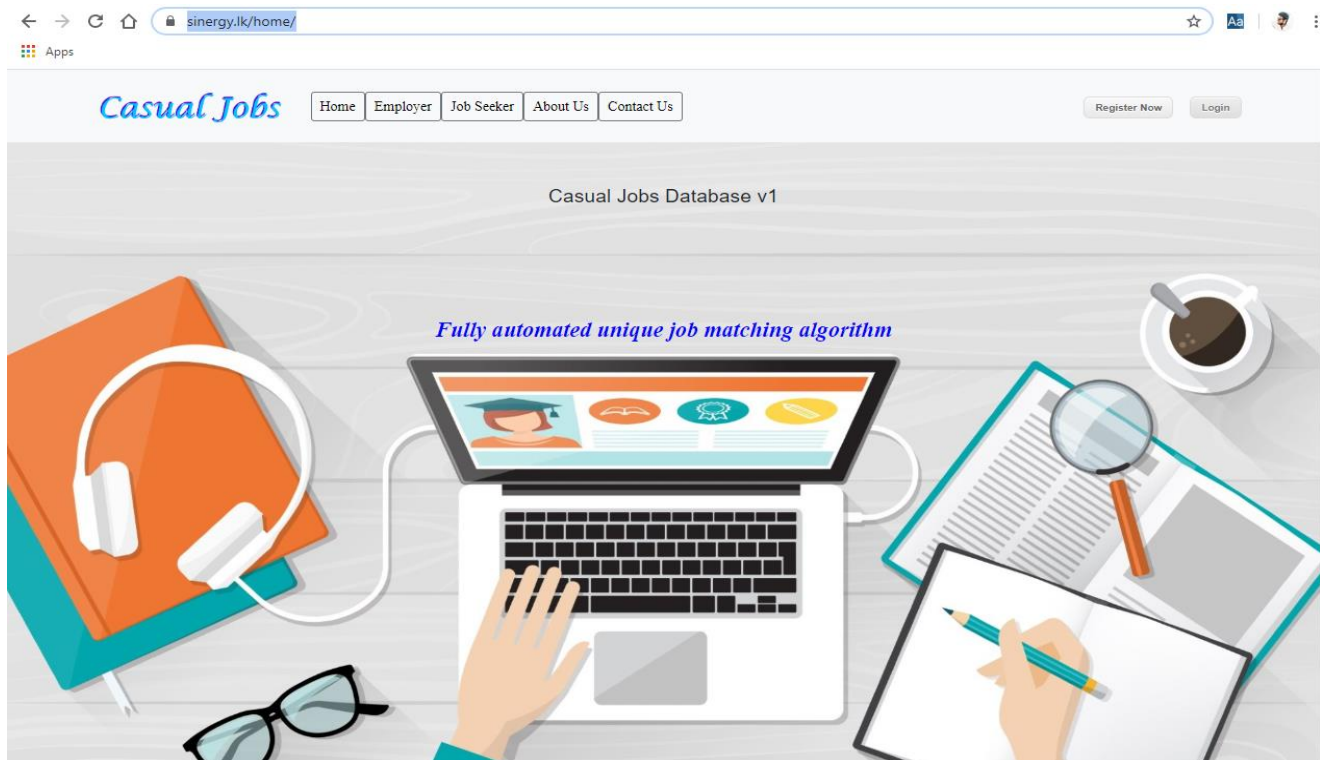 sinergy.lk/home/
Aa
Apps
Casual Jobs
Home Employer Job Seeker About Us Contact Us
Register Now Login
Casual Jobs Database v1
Fully automated unique job matching algorithm